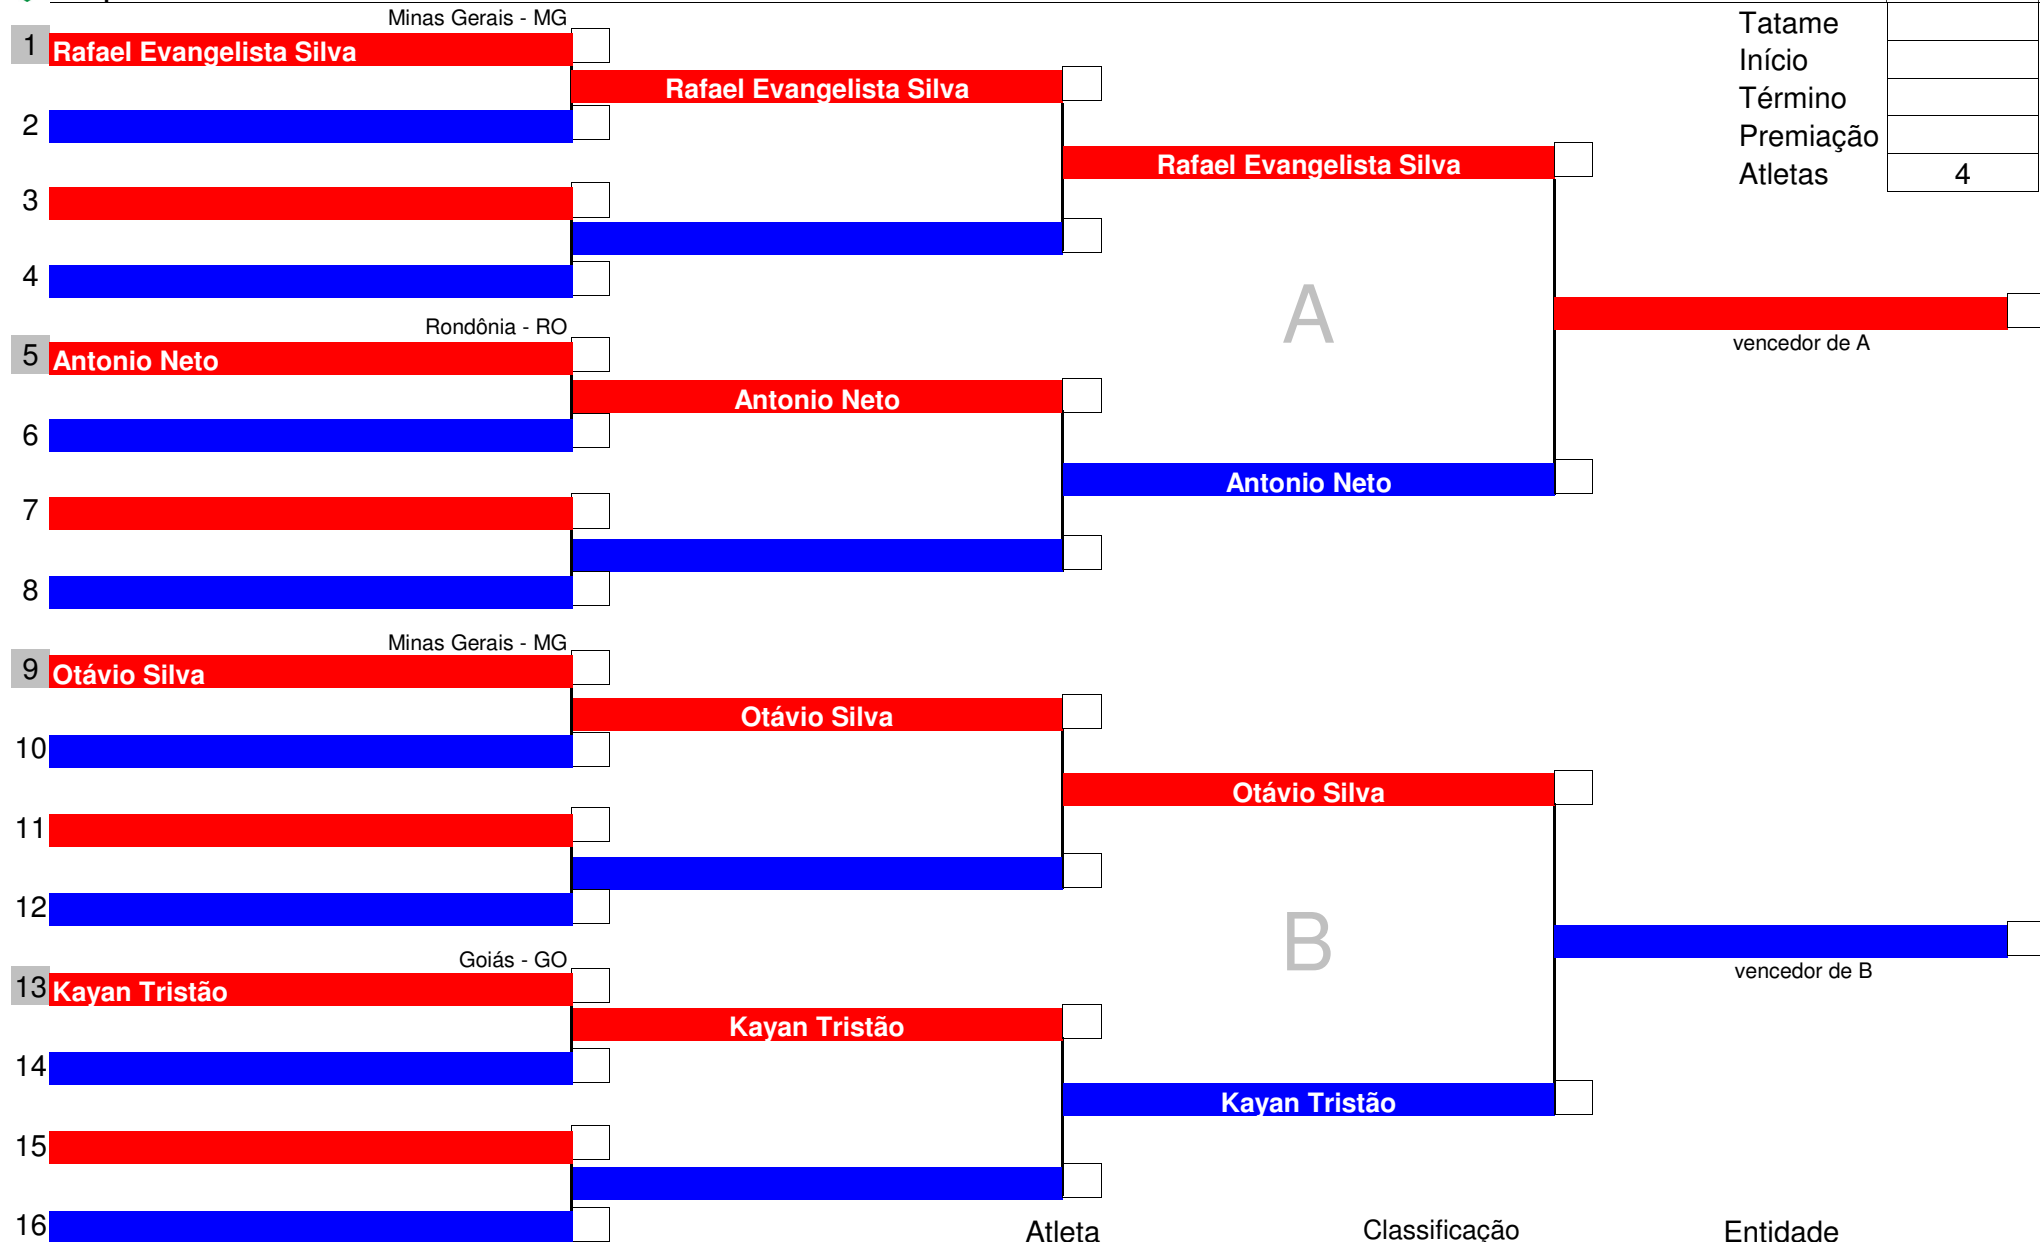 Minas Gerais - MG
Tatame
1 Rafael Evangelista Silva
Início
Rafael Evangelista Silva
Término
2
Premiação
Rafael Evangelista Silva
Atletas 4
3
4
A
Rondônia - RO
vencedor de A
5 Antonio Neto
Antonio Neto
6
Antonio Neto
7
8
Minas Gerais - MG
9 Otávio Silva
Otávio Silva
10
Otávio Silva
11
12
B
Goiás - GO
vencedor de B
13 Kayan Tristão
Kayan Tristão
14
Kayan Tristão
15
16
Atleta Classificação Entidade